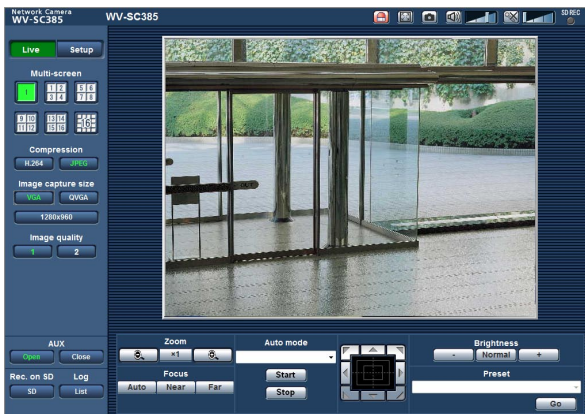 Network Camera
WV-SC385
WV-SC385
SD REC
Live Setup
Multi-screen
1
1 2
3 4
5 6
7 8
9 10
11 12
13 14
15 16
16
Compression
H.264 JPEG
Image capture size
VGA QVGA
1280x960
Image quality
1 2
OUT
AUX
Open Close
Rec. on SD Log
SD List
Zoom
×1
Focus
Auto Near Far
Auto mode
Start
Stop
Brightness
- Normal +
Preset
Go